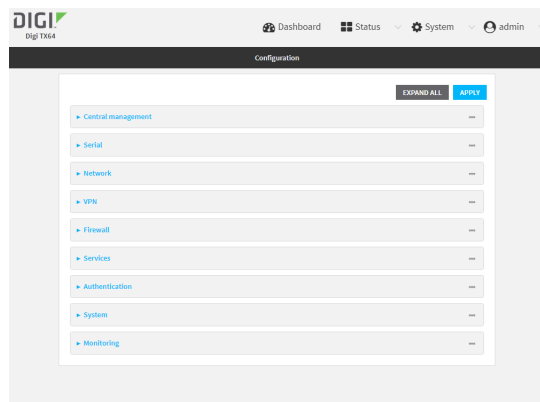 DIGI
Digi TX64
Dashboard Status System admin
Configuration
EXPAND ALL APPLY
Central management
Serial
Network
VPN
Firewall
Services
Authentication
System
Monitoring